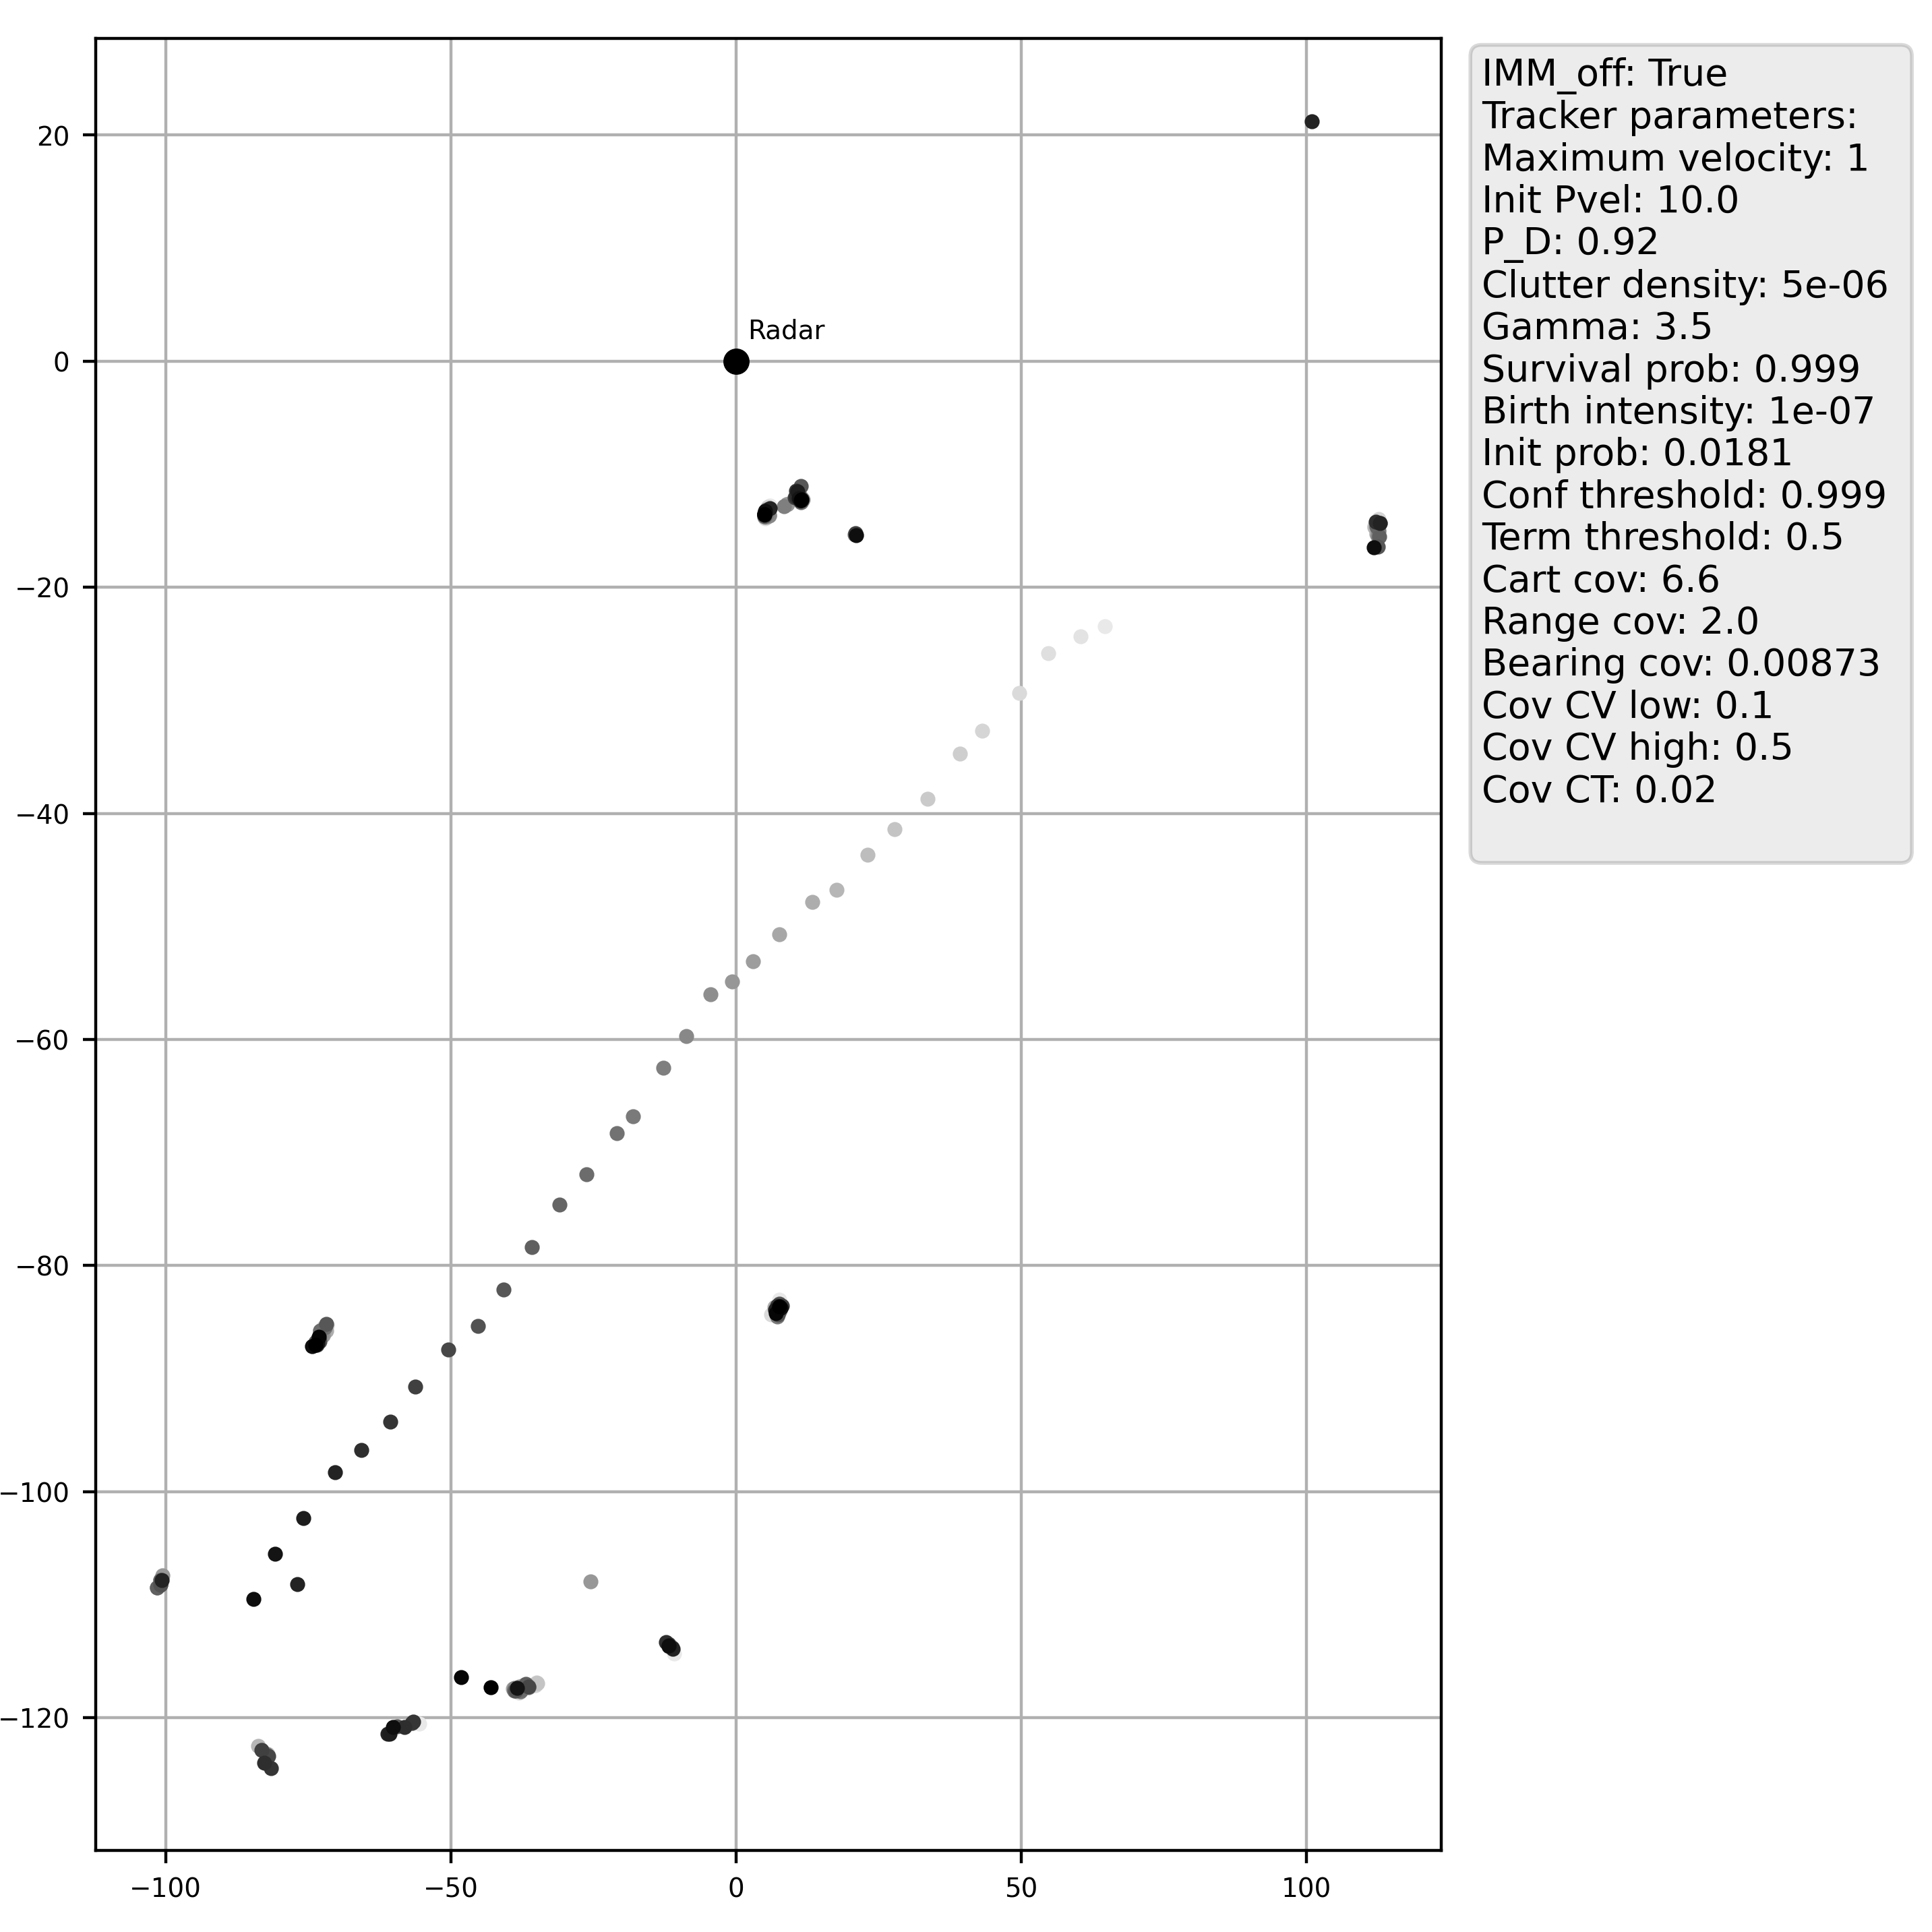 IMM_off: True
Tracker parameters:
Maximum velocity: 1
Init Pvel: 10.0
P_D: 0.92
Clutter density: 5e-06
Gamma: 3.5
Survival prob: 0.999
Birth intensity: 1e-07
Init prob: 0.0181
Conf threshold: 0.999
Term threshold: 0.5
Cart cov: 6.6
Range cov: 2.0
Bearing cov: 0.00873
Cov CV low: 0.1
Cov CV high: 0.5
Cov CT: 0.02
Radar
20
0
−20
−40
−60
−80
−100
−120
−100 −50 0 50 100